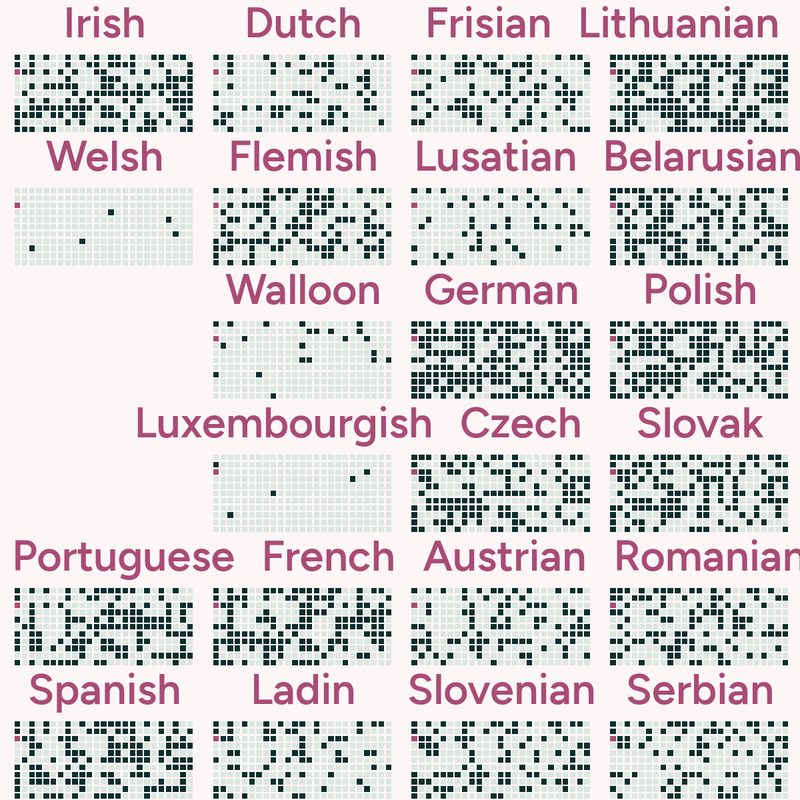 Irish Dutch Frisian Lithuanian
Welsh Flemish Lusatian Belarusian
Walloon German Polish
Luxembourgish Czech Slovak
Portuguese French Austrian Romanian
Spanish Ladin Slovenian Serbian